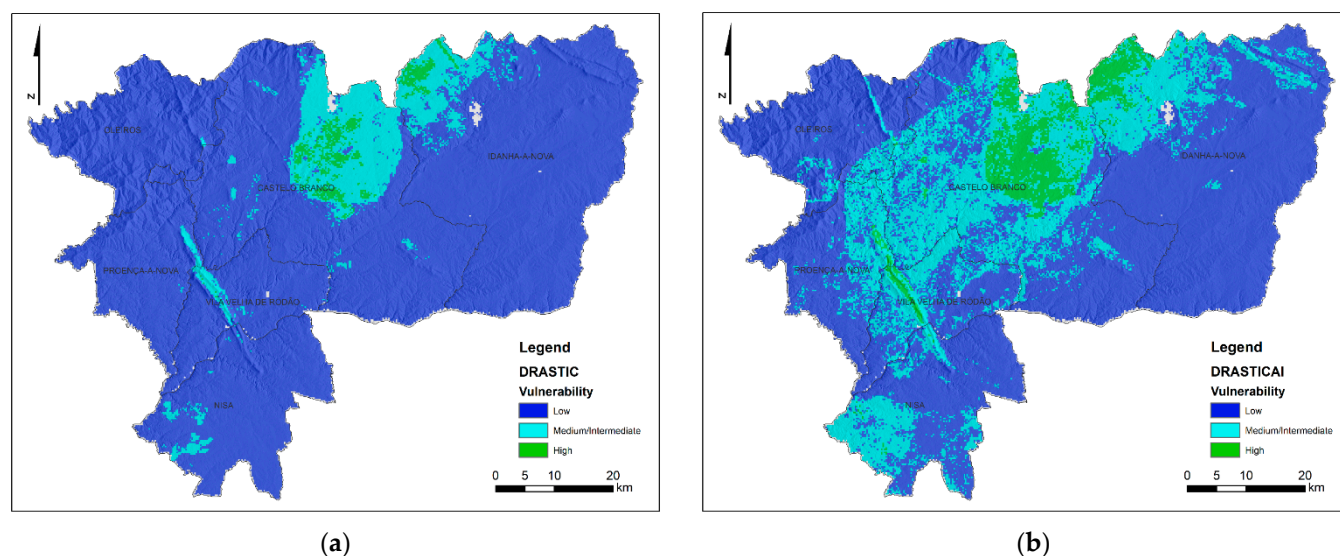 (a)
N
OLEIROS
IDANHA-A-NOVA
CASTELO BRANCO
PROENÇA-A-NOVA
VILA VELHA DE RODÃO
NISA
Legend
DRASTIC
Vulnerability
Low
Medium/Intermediate
High
0 5 10 20
km
(b)
N
OLEIROS
IDANHA-A-NOVA
CASTELO BRANCO
PROENÇA-A-NOVA
VILA VELHA DE RODÃO
NISA
Legend
DRASTICAI
Vulnerability
Low
Medium/Intermediate
High
0 5 10 20
km